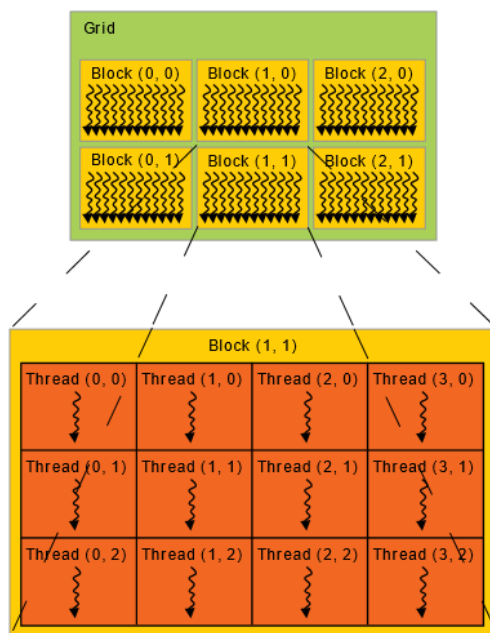 Grid
Block (0, 0) Block (1, 0) Block (2, 0)
Block (0, 1) Block (1, 1) Block (2, 1)
Block (1, 1)
Thread (0, 0) Thread (1, 0) Thread (2, 0) Thread (3, 0)
Thread (0, 1) Thread (1, 1) Thread (2, 1) Thread (3, 1)
Thread (0, 2) Thread (1, 2) Thread (2, 2) Thread (3, 2)